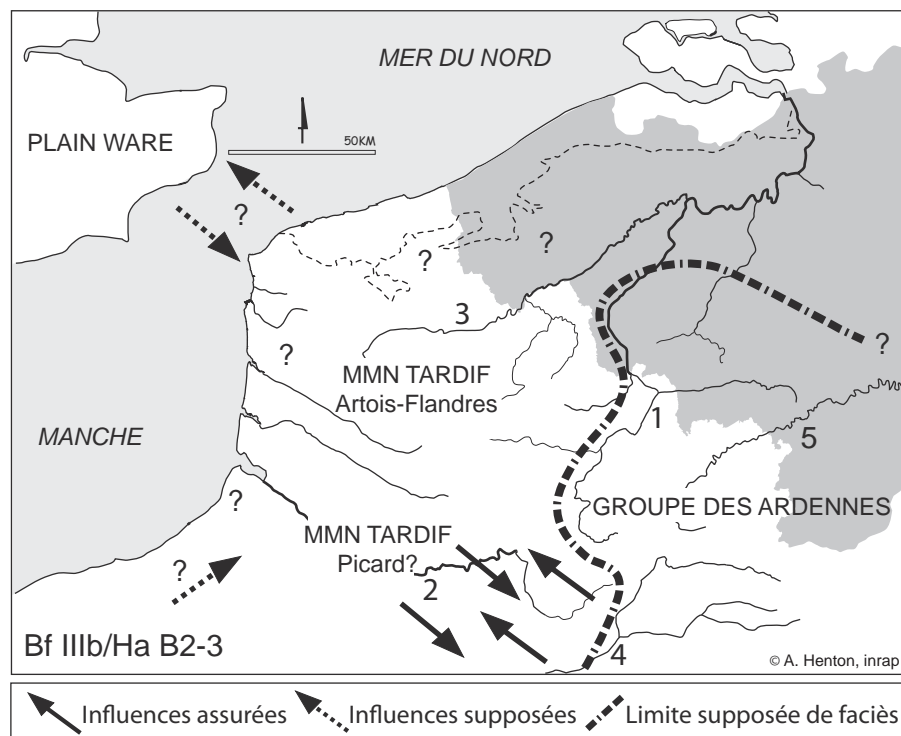 MER DU NORD
PLAIN WARE
50KM
?
?
?
3
?
MMN TARDIF
Artois-Flandres
?
MANCHE
1
5
?
GROUPE DES ARDENNES
MMN TARDIF
Picard?
?
2
Bf IIIb/Ha B2-3
4
© A. Henton, inrap
Influences assurées
Influences supposées
Limite supposée de faciès